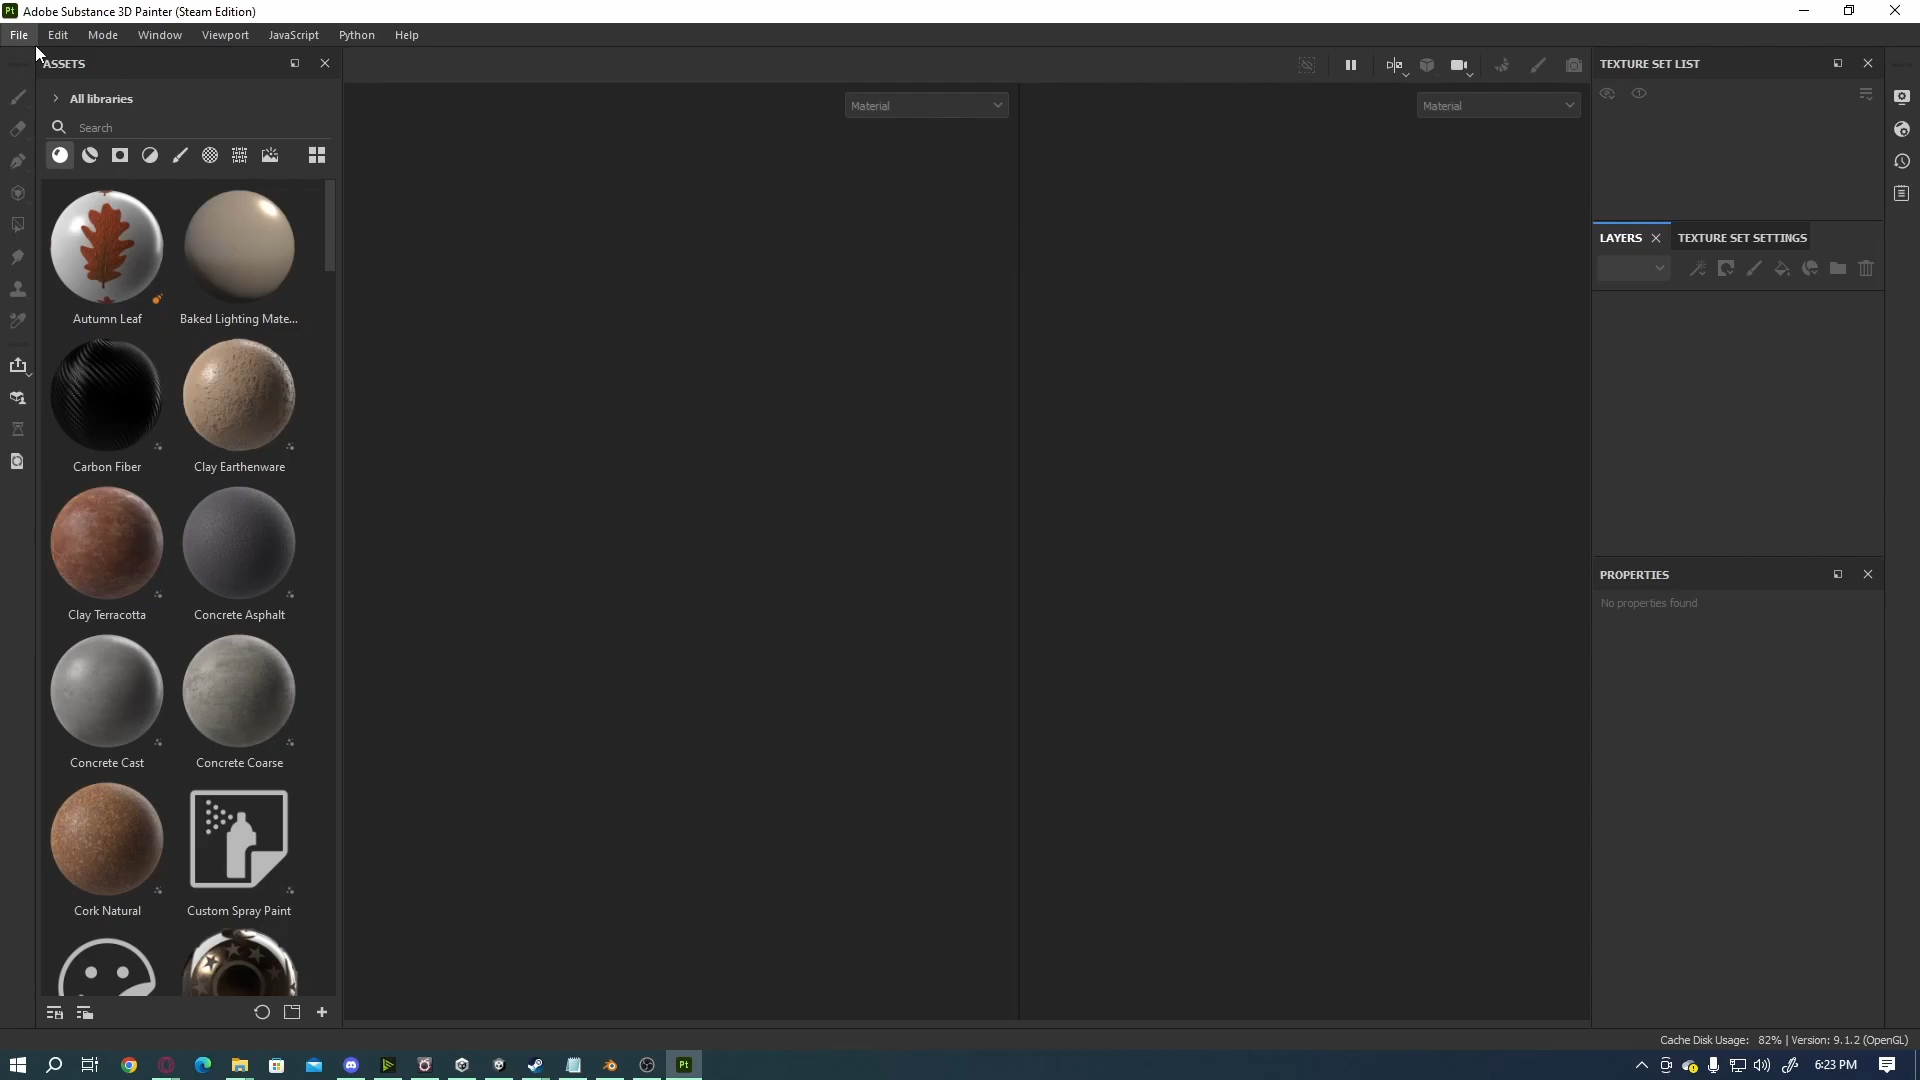 Pt Adobe Substance 3D Painter (Steam Edition)
File Edit Mode Window Viewport JavaScript Python Help
ASSETS
All libraries
Search
Autumn Leaf
Baked Lighting Mate...
Carbon Fiber
Clay Earthenware
Clay Terracotta
Concrete Asphalt
Concrete Cast
Concrete Coarse
Cork Natural
Custom Spray Paint
Material
Material
TEXTURE SET LIST
LAYERS
TEXTURE SET SETTINGS
PROPERTIES
No properties found
Cache Disk Usage: 82% | Version: 9.1.2 (OpenGL)
Pt
6:23 PM